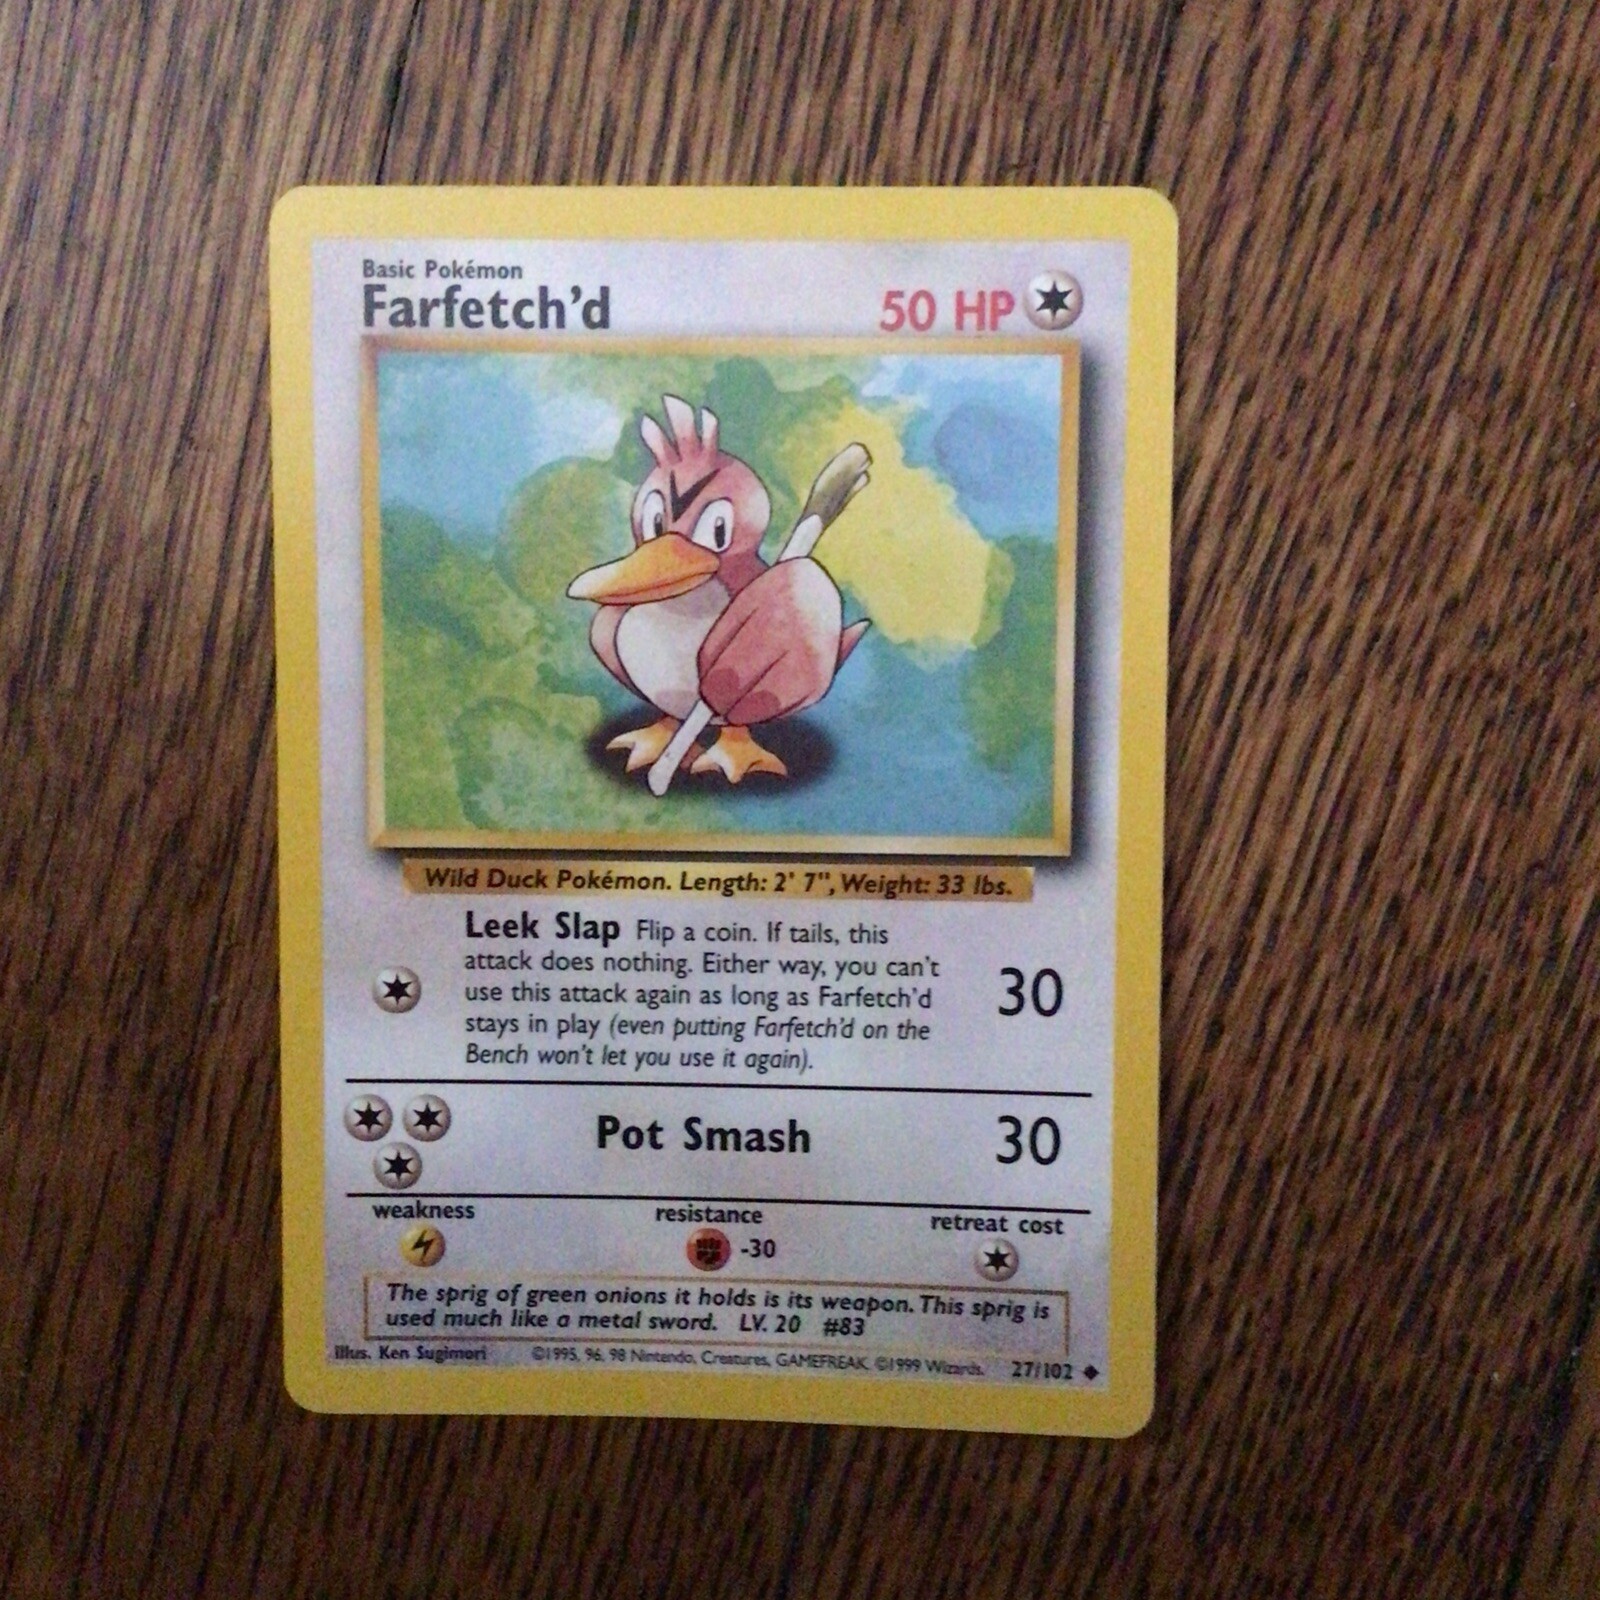 Basic Pokémon
Farfetch'd
50 HP
Wild Duck Pokémon. Length: 2' 7", Weight: 33 lbs.
Leek Slap Flip a coin. If tails, this
attack does nothing. Either way, you can't
use this attack again as long as Farfetch'd
stays in play (even putting Farfetch'd on the
Bench won't let you use it again).
30
Pot Smash
30
weakness
resistance
retreat cost
-30
The sprig of green onions it holds is its weapon. This sprig is
used much like a metal sword. LV. 20 #83
Illus. Ken Sugimori ©1995, 96, 98 Nintendo, Creatures, GAMEFREAK. ©1999 Wizards. 27/102